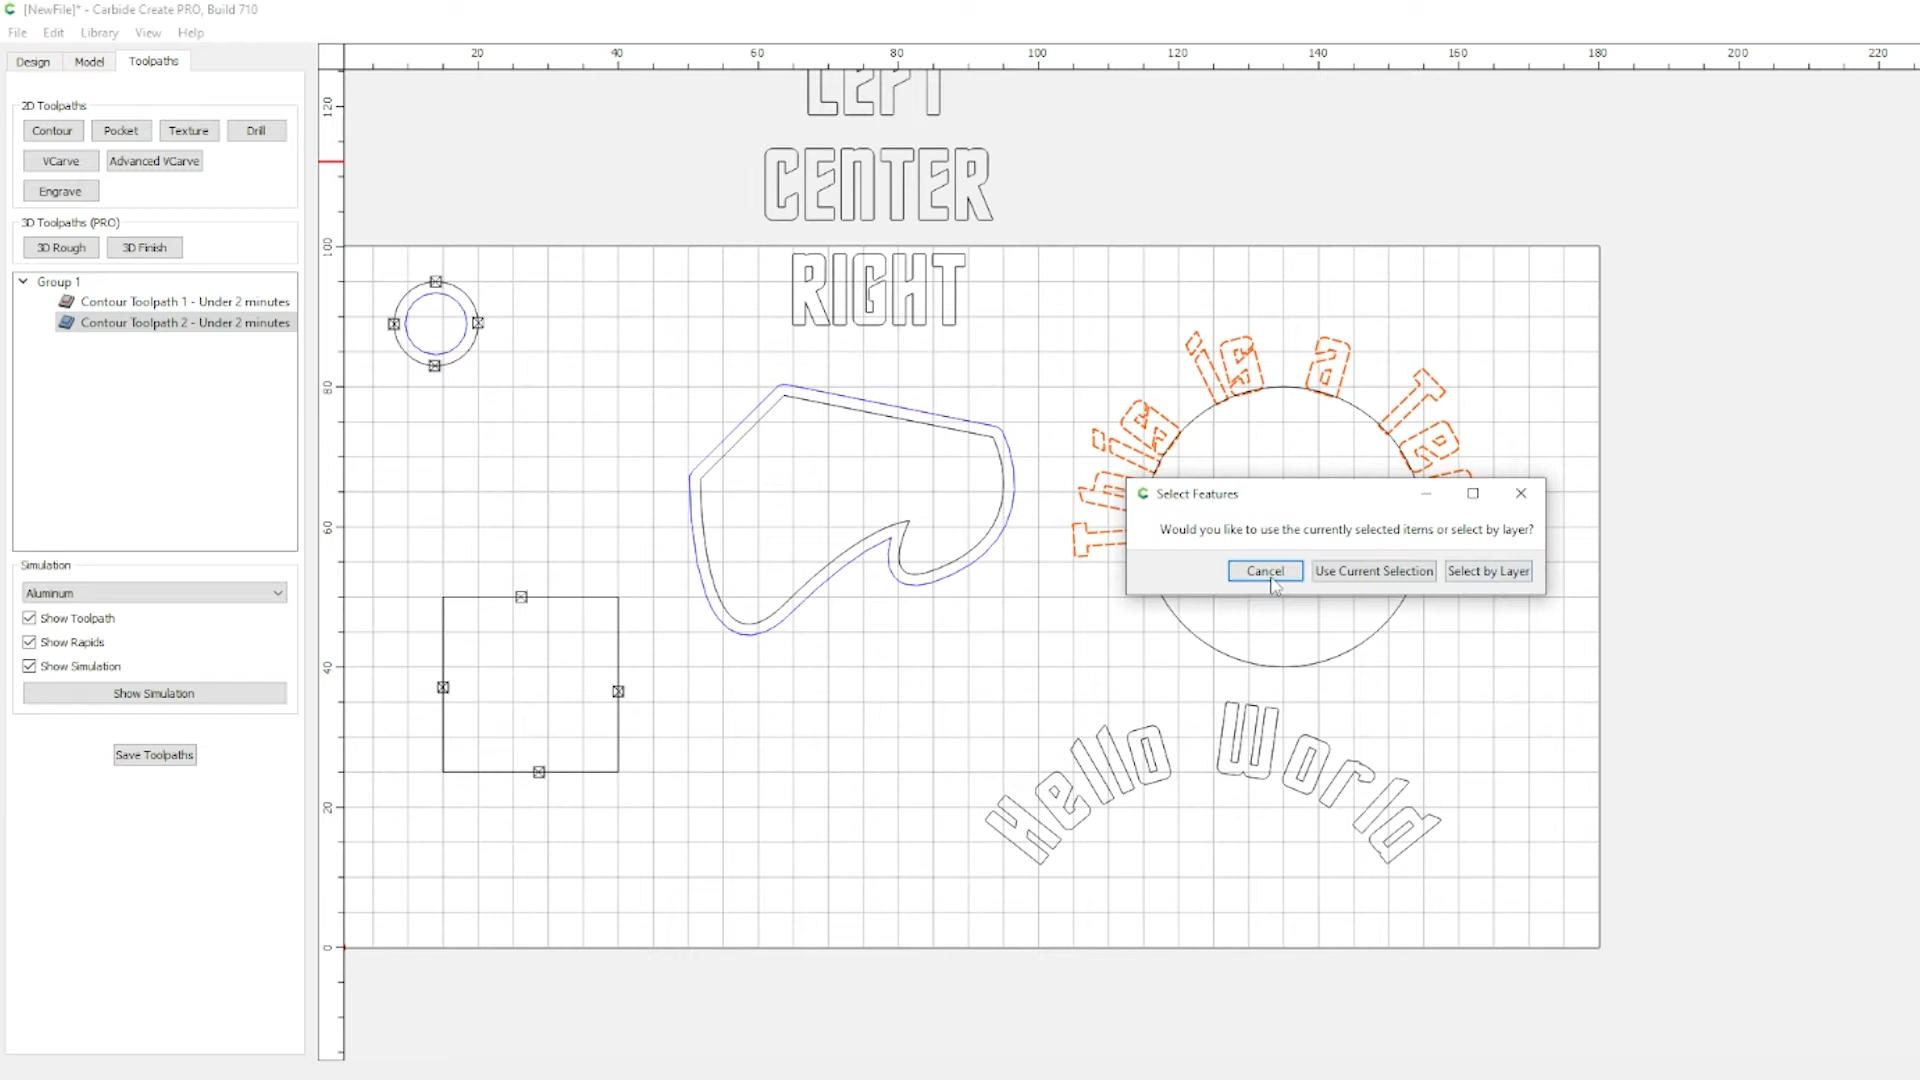 [NewFile]* - Carbide Create PRO, Build 710
File Edit Library View Help
Design Model Toolpaths
2D Toolpaths
Contour Pocket Texture Drill
VCarve Advanced VCarve
Engrave
3D Toolpaths (PRO)
3D Rough 3D Finish
Group 1
Contour Toolpath 1 - Under 2 minutes
Contour Toolpath 2 - Under 2 minutes
Simulation
Aluminum
Show Toolpath
Show Rapids
Show Simulation
Show Simulation
Save Toolpaths
20 40 60 80 100 120 140 160 180 200 220
120
100
80
60
40
20
0
LEFT
CENTER
RIGHT
This is a
Select Features
Would you like to use the currently selected items or select by layer?
Cancel Use Current Selection Select by Layer
Hello World